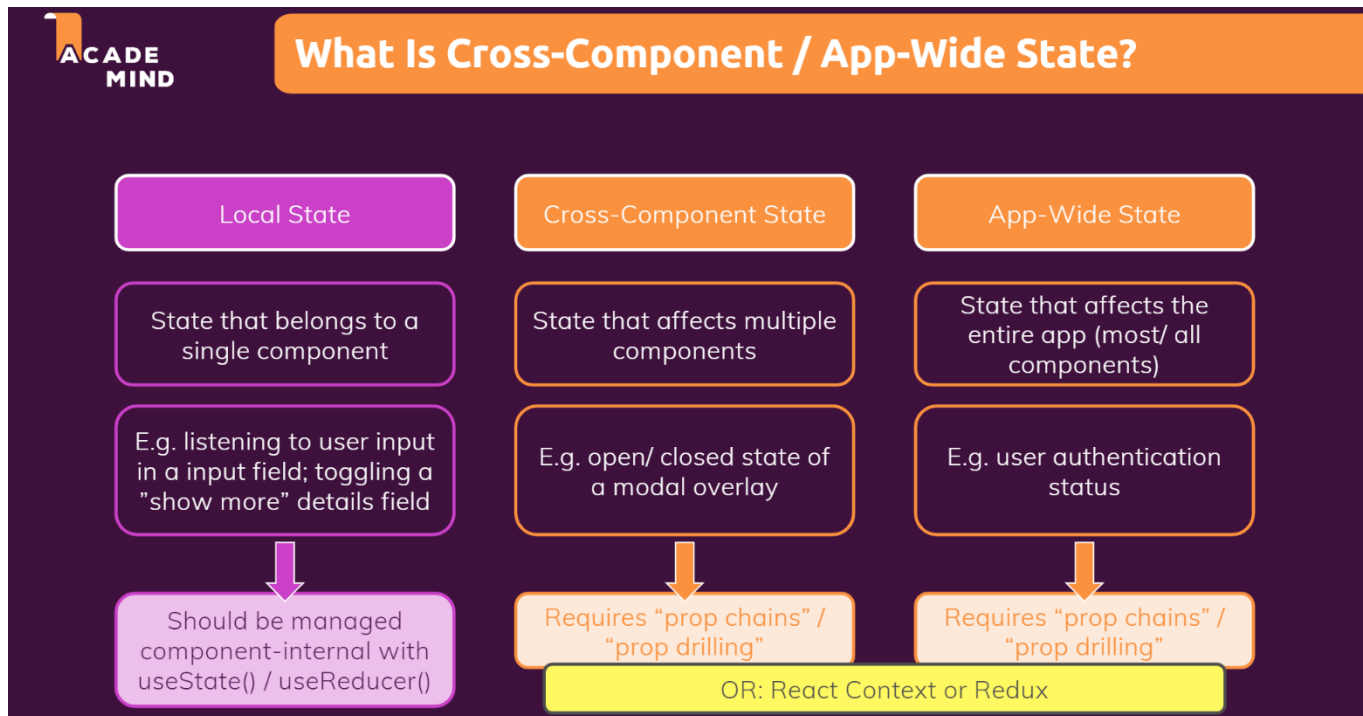 ACADE
MIND
What Is Cross-Component / App-Wide State?
Local State
State that belongs to a
single component
E.g. listening to user input
in a input field; toggling a
”show more” details field
Should be managed
component-internal with
useState() / useReducer()
Cross-Component State
State that affects multiple
components
E.g. open/ closed state of
a modal overlay
Requires “prop chains” /
“prop drilling”
App-Wide State
State that affects the
entire app (most/ all
components)
E.g. user authentication
status
Requires “prop chains” /
“prop drilling”
OR: React Context or Redux